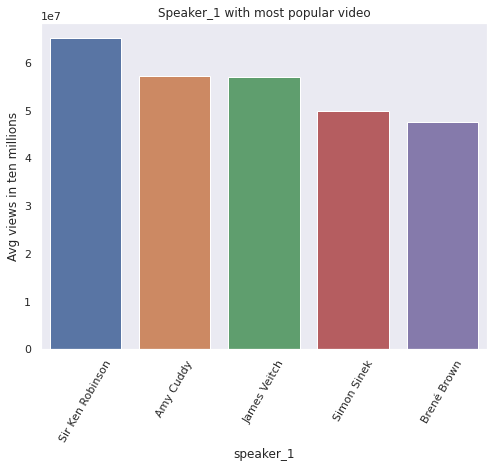 Speaker_1 with most popular video
1e7
Avg views in ten millions
6
5
4
3
2
1
0
Sir Ken Robinson
Amy Cuddy
James Veitch
Simon Sinek
Brené Brown
speaker_1